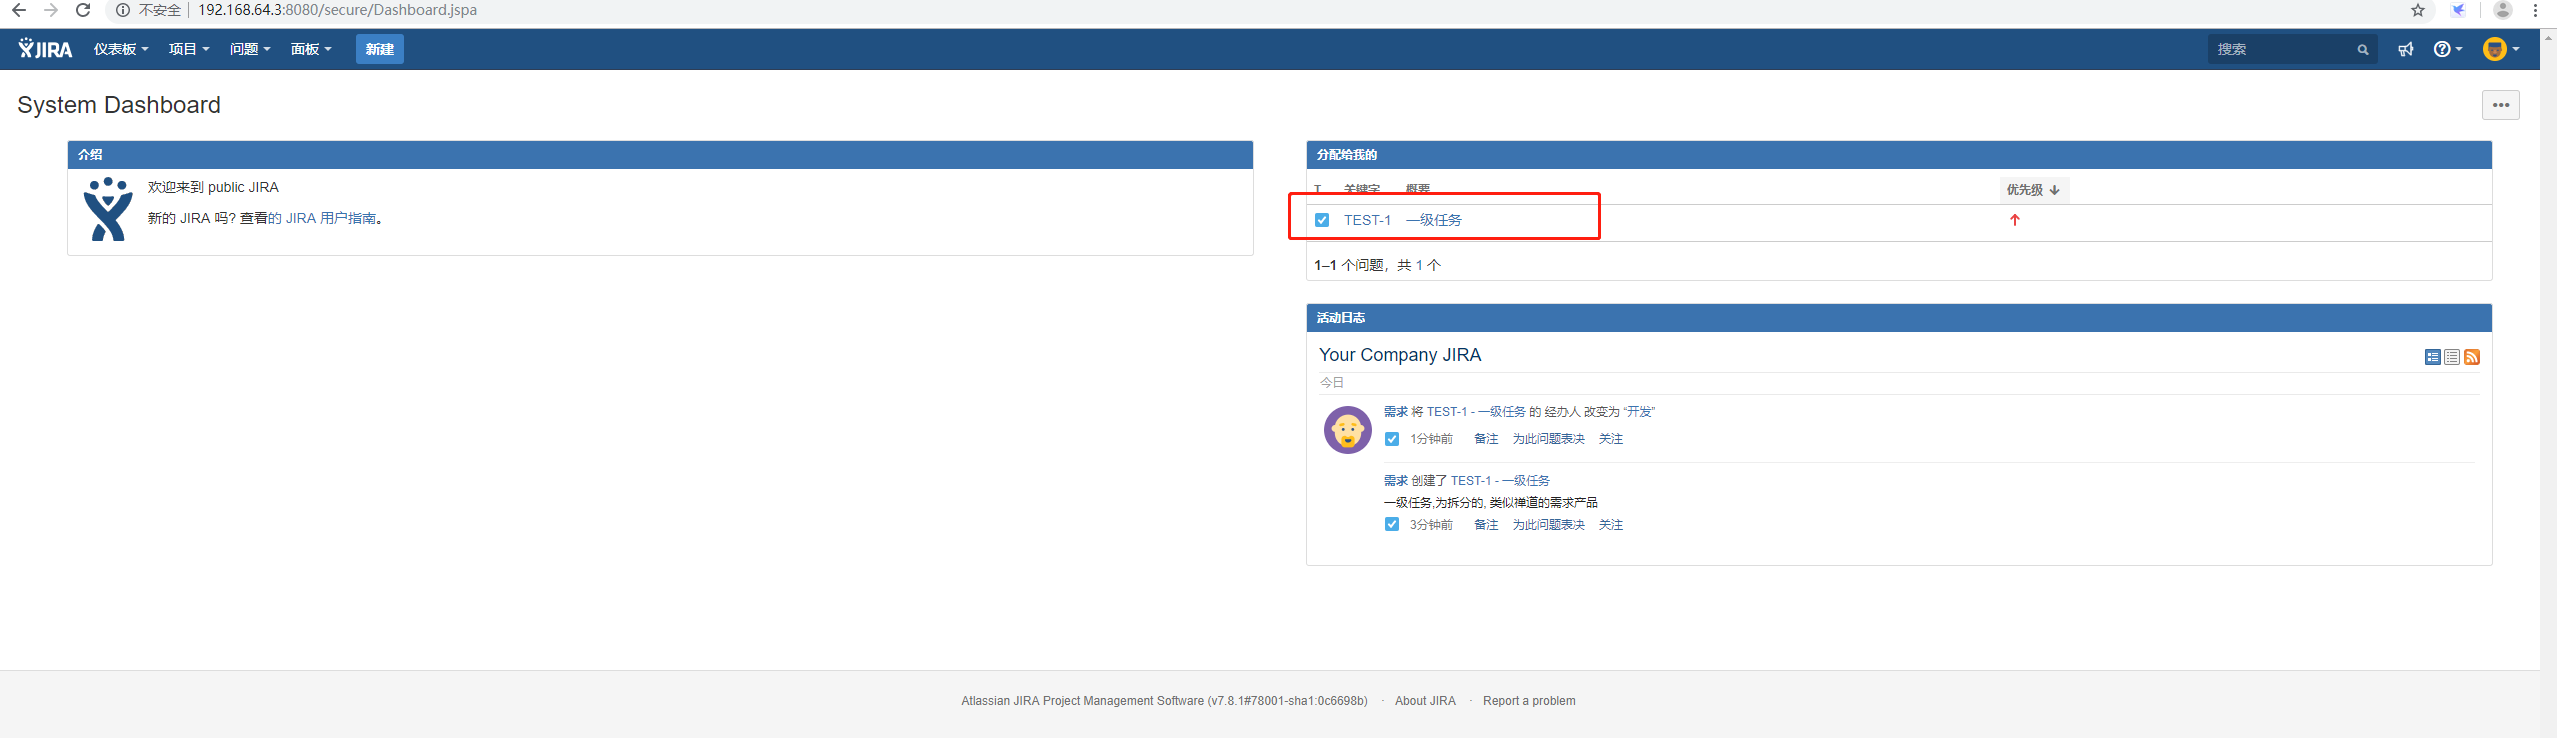 不安全 192.168.64.3:8080/secure/Dashboard.jspa
JIRA 仪表板 项目 问题 面板 新建 搜索
System Dashboard
介绍
欢迎来到 public JIRA
新的 JIRA 吗? 查看的 JIRA 用户指南。
分配给我的
T 关键字 概要 优先级
TEST-1 一级任务
1–1 个问题，共 1 个
活动日志
Your Company JIRA
今日
需求 将 TEST-1 - 一级任务 的 经办人 改变为 “开发”
1分钟前 备注 为此问题表决 关注
需求 创建了 TEST-1 - 一级任务
一级任务,为拆分的, 类似禅道的需求产品
3分钟前 备注 为此问题表决 关注
Atlassian JIRA Project Management Software (v7.8.1#78001-sha1:0c6698b) · About JIRA · Report a problem